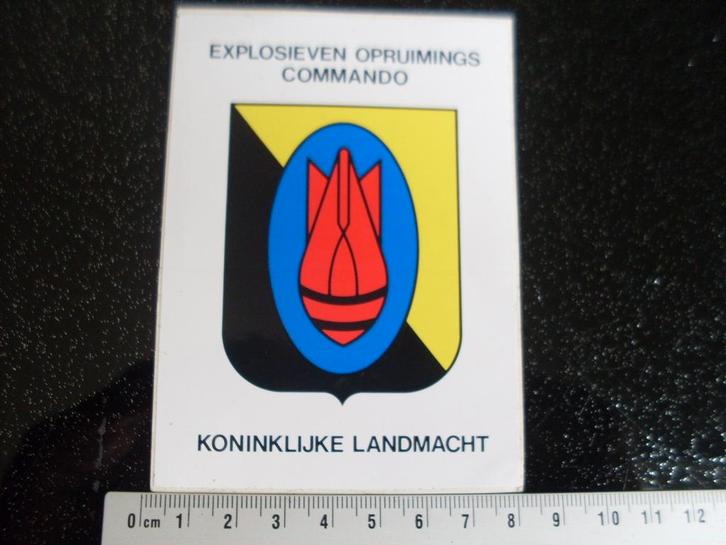 EXPLOSIEVEN OPRUIMINGS
COMMANDO
KONINKLIJKE LANDMACHT
0 cm 1 2 3 4 5 6 7 8 9 10 11 12